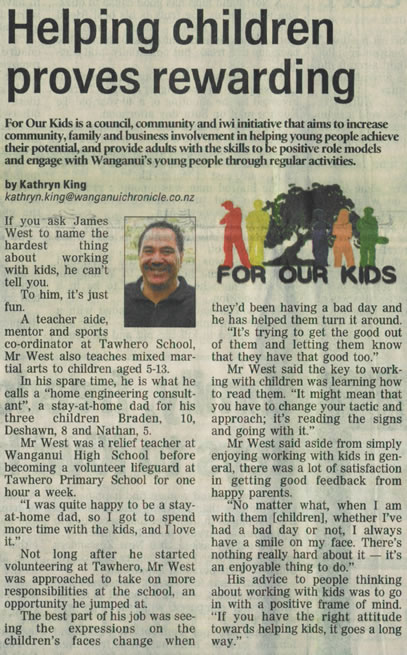 Helping children
proves rewarding
For Our Kids is a council, community and iwi initiative that aims to increase
community, family and business involvement in helping young people achieve
their potential, and provide adults with the skills to be positive role models
and engage with Wanganui's young people through regular activities.
by Kathryn King
kathryn.king@wanganuichronicle.co.nz
If you ask James
West to name the
hardest thing
about working
with kids, he can't
tell you.
To him, it's just
fun.
A teacher aide,
mentor and sports
co-ordinator at Tawhero School,
Mr West also teaches mixed mar-
tial arts to children aged 5-13.
In his spare time, he is what he
calls a "home engineering consult-
ant", a stay-at-home dad for his
three children Braden, 10,
Deshawn, 8 and Nathan, 5.
Mr West was a relief teacher at
Wanganui High School before
becoming a volunteer lifeguard at
Tawhero Primary School for one
hour a week.
"I was quite happy to be a stay-
at-home dad, so I got to spend
more time with the kids, and I love
it."
Not long after he started
volunteering at Tawhero, Mr West
was approached to take on more
responsibilities at the school, an
opportunity he jumped at.
The best part of his job was see-
ing the expressions on the
children's faces change when
FOR OUR KIDS
they'd been having a bad day and
he has helped them turn it around.
"It's trying to get the good out
of them and letting them know
that they have that good too."
Mr West said the key to work-
ing with children was learning how
to read them. "It might mean that
you have to change your tactic and
approach; it's reading the signs
and going with it."
Mr West said aside from simply
enjoying working with kids in gen-
eral, there was a lot of satisfaction
in getting good feedback from
happy parents.
"No matter what, when I am
with them [children], whether I've
had a bad day or not, I always
have a smile on my face. There's
nothing really hard about it — it's
an enjoyable thing to do."
His advice to people thinking
about working with kids was to go
in with a positive frame of mind.
"If you have the right attitude
towards helping kids, it goes a long
way."